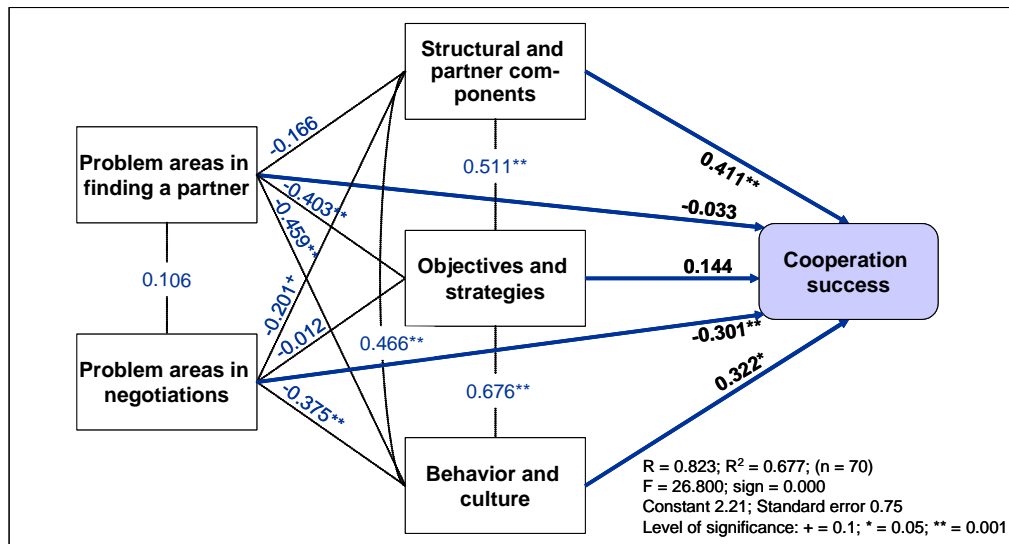 Structural and
partner com-
ponents
-0.166
Problem areas in
finding a partner
0.511**
0.411**
-0.403**
-0.033
-0.459**
Objectives and
strategies
0.144
Cooperation
success
0.106
-0.201+
-0.012
0.466**
-0.301**
Problem areas in
negotiations
0.322*
-0.375**
0.676**
Behavior and
culture
R = 0.823; R² = 0.677; (n = 70)
F = 26.800; sign = 0.000
Constant 2.21; Standard error 0.75
Level of significance: + = 0.1; * = 0.05; ** = 0.001